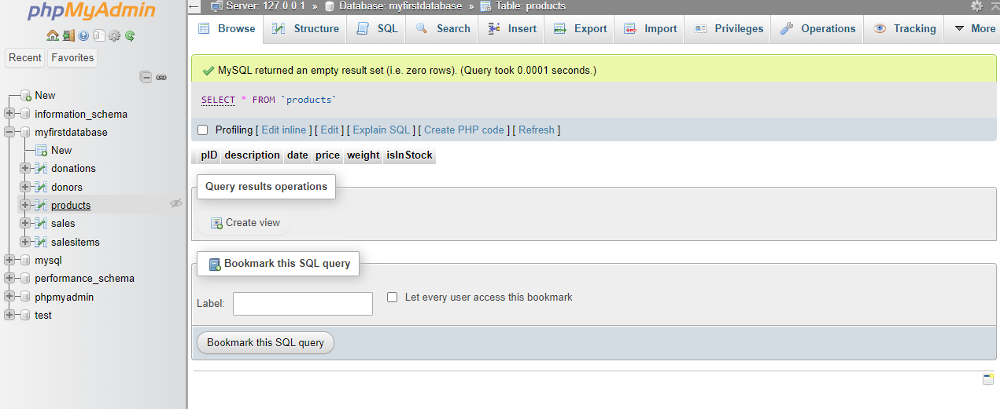 phpMyAdmin
Recent Favorites
New
information_schema
myfirstdatabase
New
donations
donors
products
sales
salesitems
mysql
performance_schema
phpmyadmin
test
Server: 127.0.0.1 » Database: myfirstdatabase » Table: products
Browse Structure SQL Search Insert Export Import Privileges Operations Tracking More
MySQL returned an empty result set (i.e. zero rows). (Query took 0.0001 seconds.)
SELECT * FROM `products`
Profiling [ Edit inline ] [ Edit ] [ Explain SQL ] [ Create PHP code ] [ Refresh ]
pID description date price weight isInStock
Query results operations
Create view
Bookmark this SQL query
Label: Let every user access this bookmark
Bookmark this SQL query